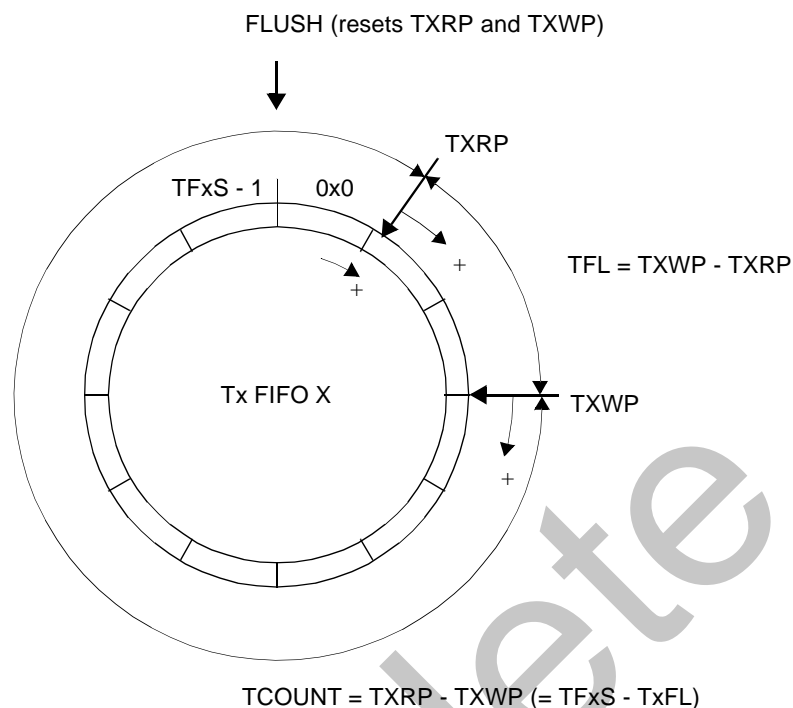 FLUSH (resets TXRP and TXWP)
TXRP
TFxS - 1
0x0
+
TFL = TXWP - TXRP
+
Tx FIFO X
TXWP
+
TCOUNT = TXRP - TXWP (= TFxS - TxFL)